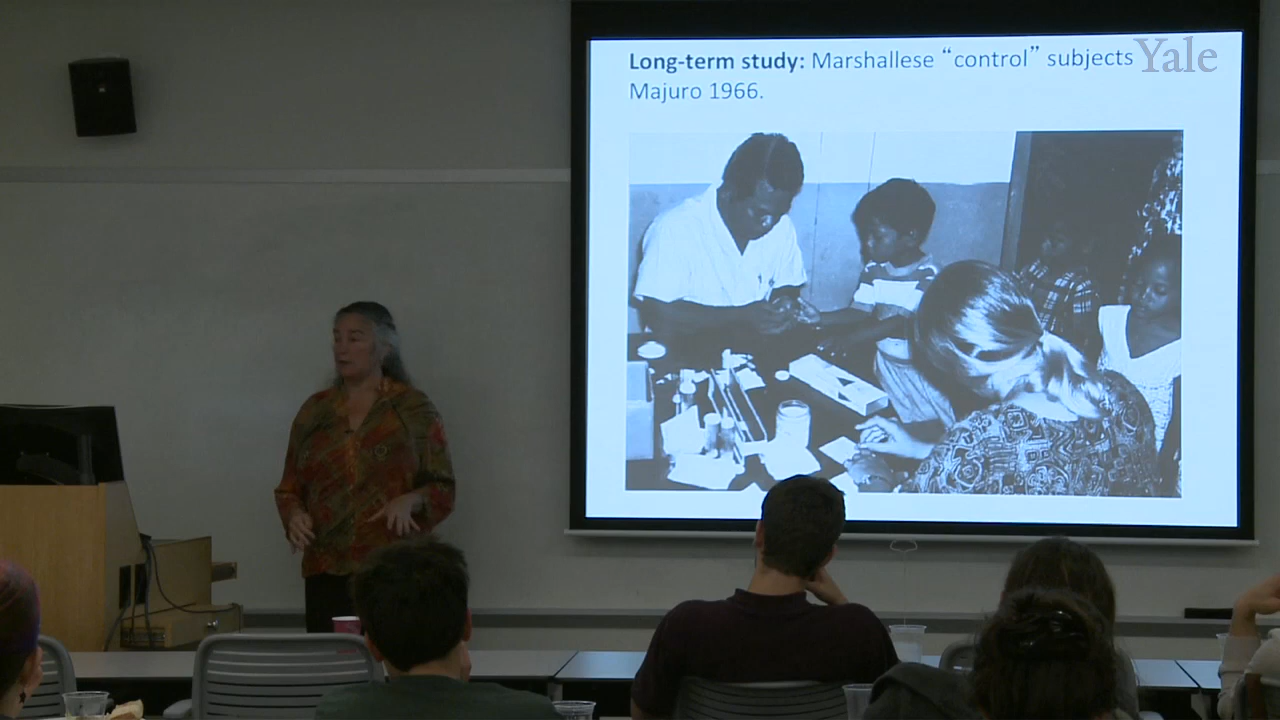 Long-term study: Marshallese “control” subjects
Majuro 1966.
Yale